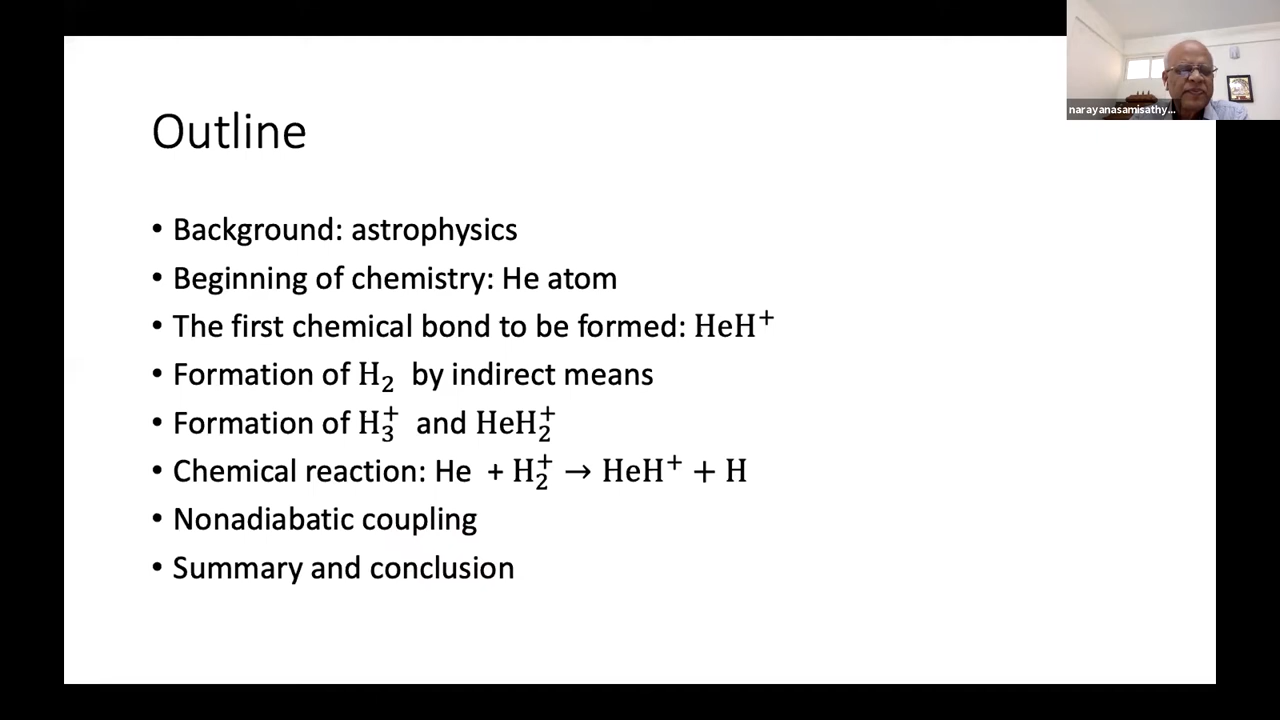 narayanasamisathy...
Outline
• Background: astrophysics
• Beginning of chemistry: He atom
• The first chemical bond to be formed: HeH⁺
• Formation of H₂ by indirect means
• Formation of H₃⁺ and HeH₂⁺
• Chemical reaction: He + H₂⁺ → HeH⁺ + H
• Nonadiabatic coupling
• Summary and conclusion